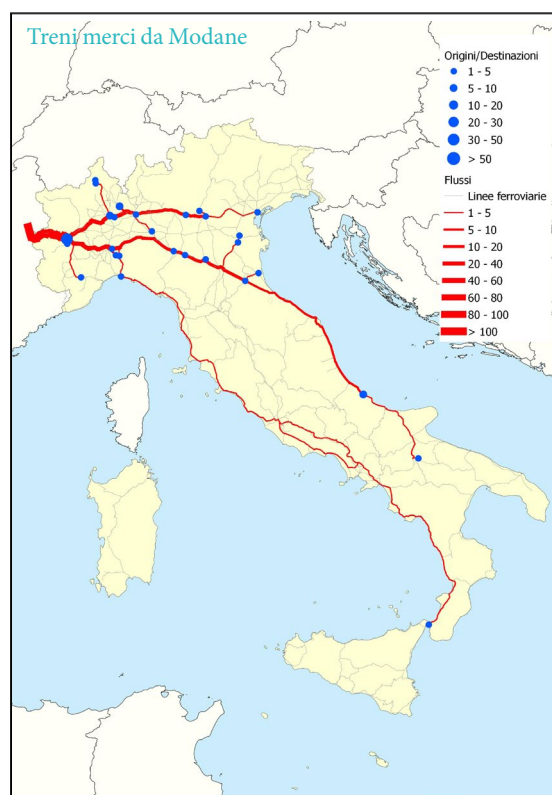 Treni merci da Modane
Origini/Destinazioni
1 - 5
5 - 10
10 - 20
20 - 30
30 - 50
> 50
Flussi
Linee ferroviarie
1 - 5
5 - 10
10 - 20
20 - 40
40 - 60
60 - 80
80 - 100
> 100